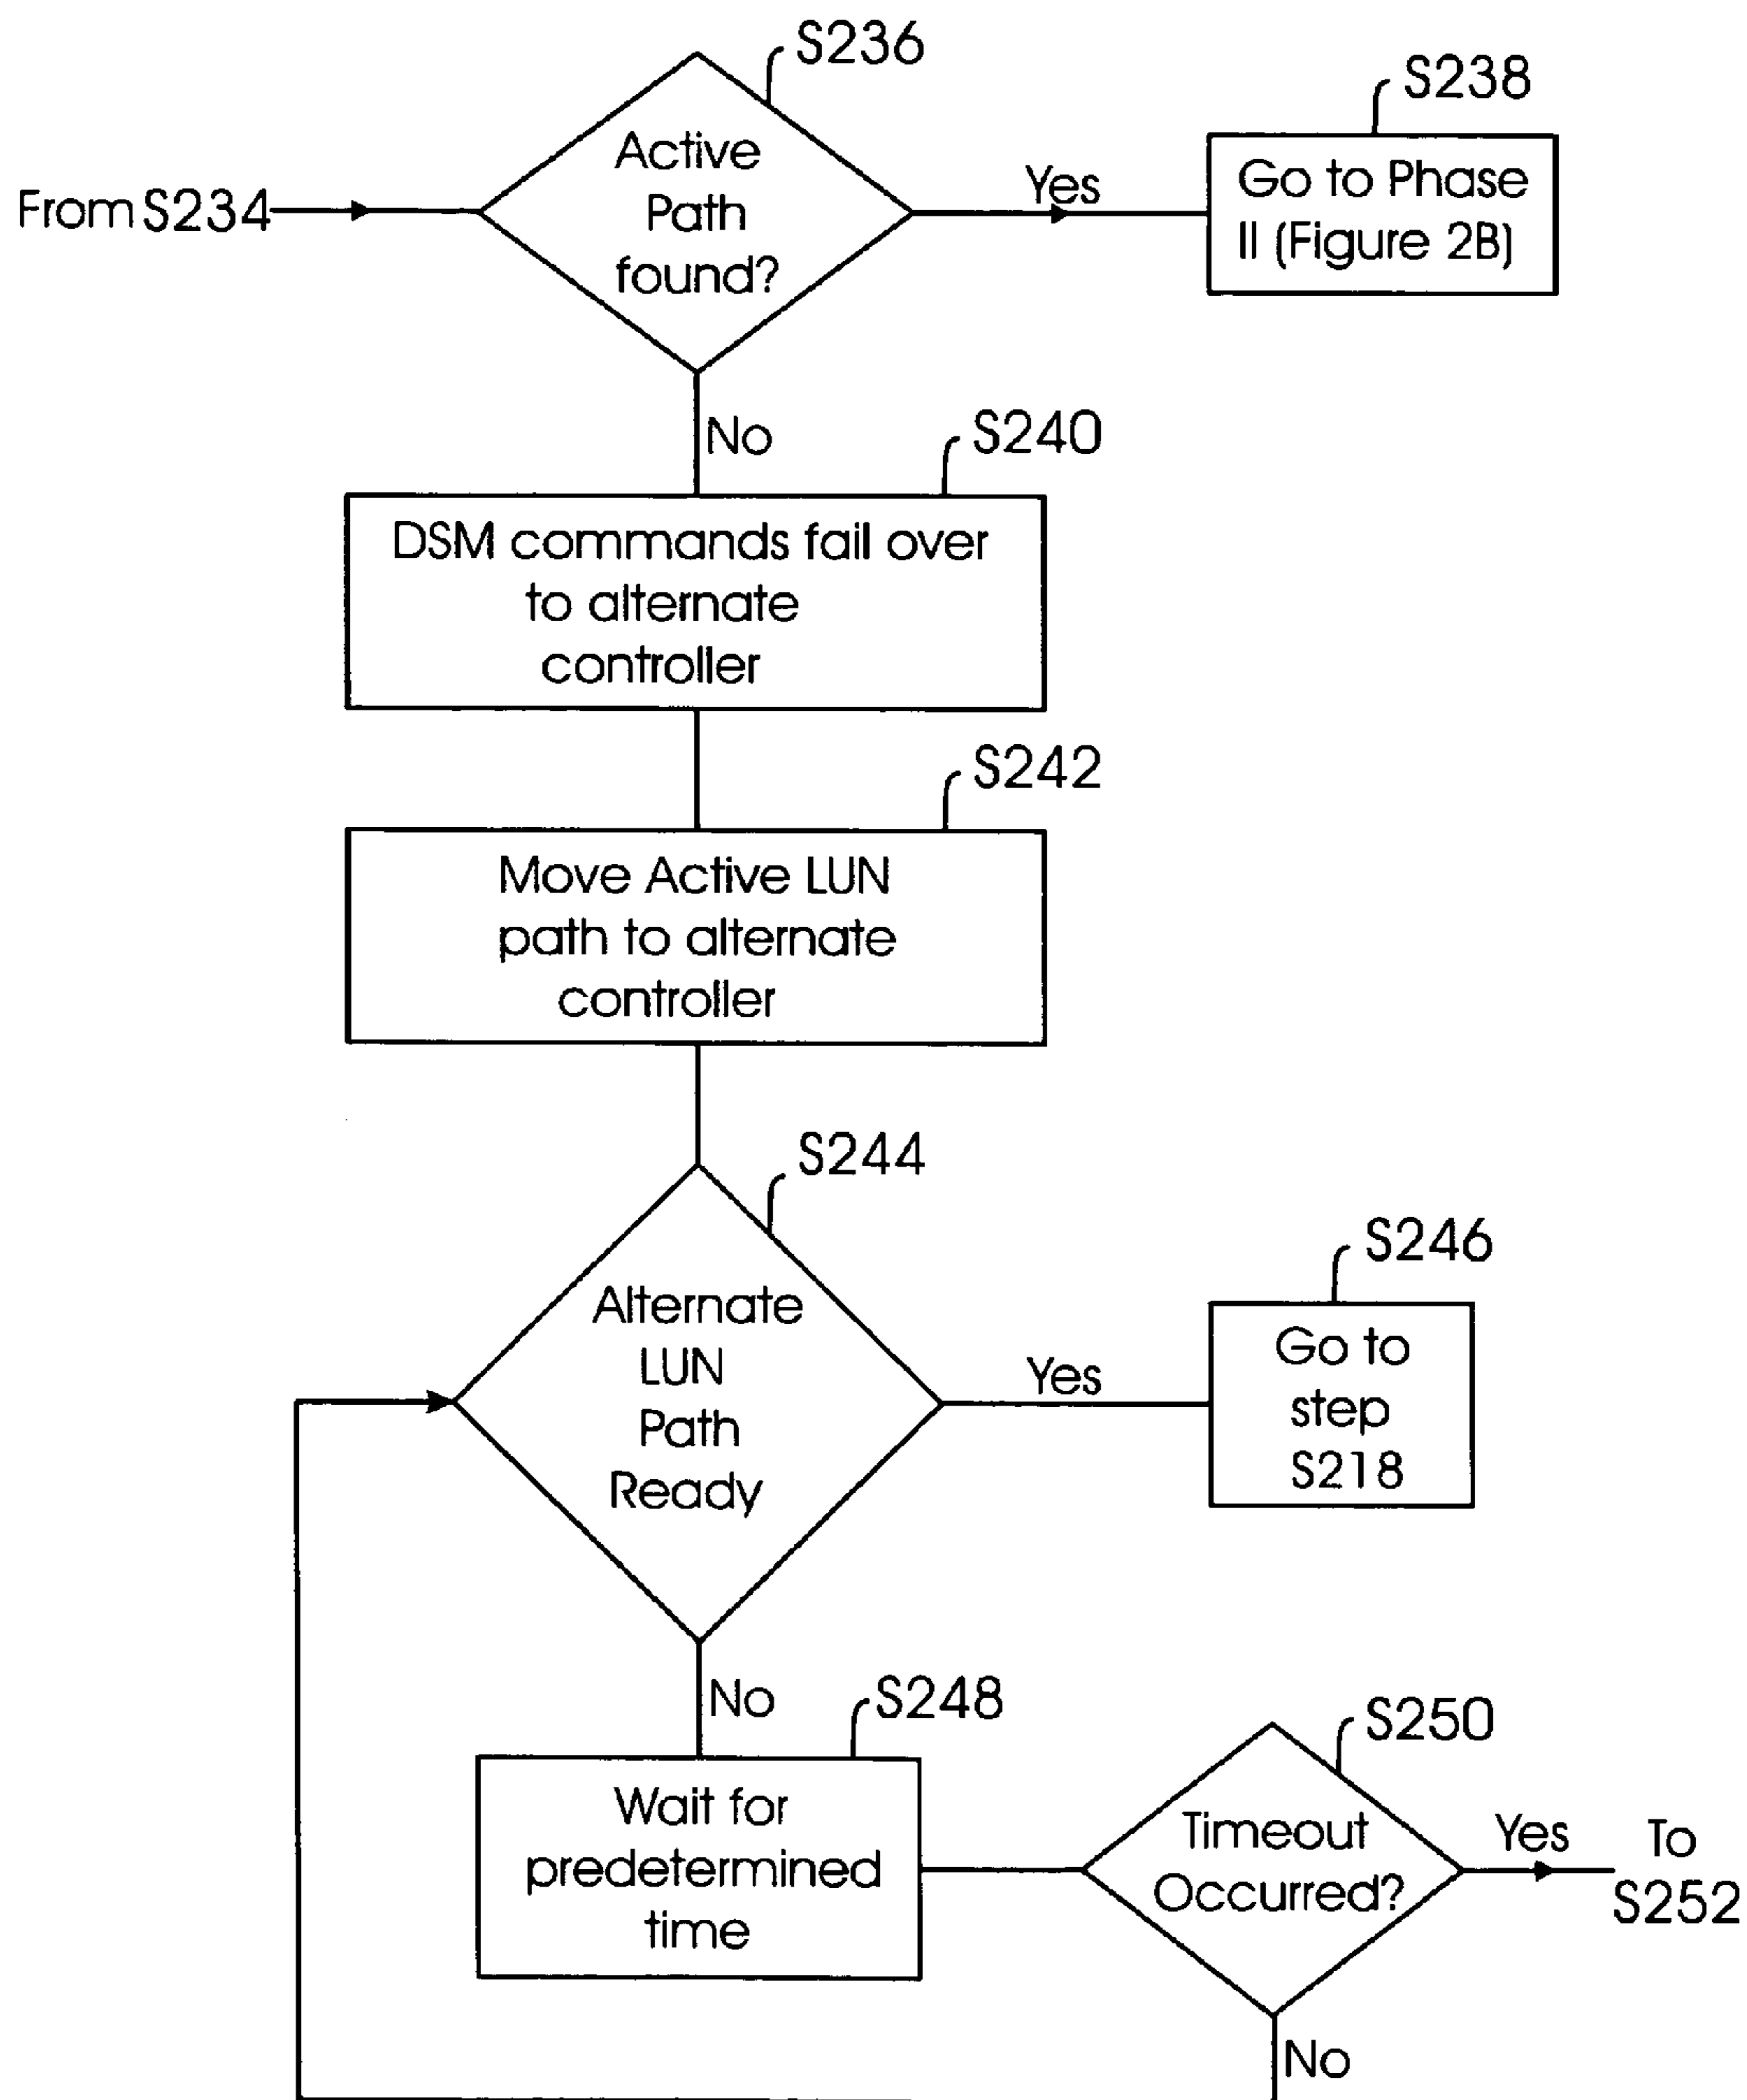 S236
S238
Active
Path
found?
From S234
Yes
Go to Phase
II (Figure 2B)
No
S240
DSM commands fail over
to alternate
controller
S242
Move Active LUN
path to alternate
controller
S244
Alternate
LUN
Path
Ready
Yes
S246
Go to
step
S218
No
S248
Wait for
predetermined
time
S250
Timeout
Occurred?
Yes
To
S252
No